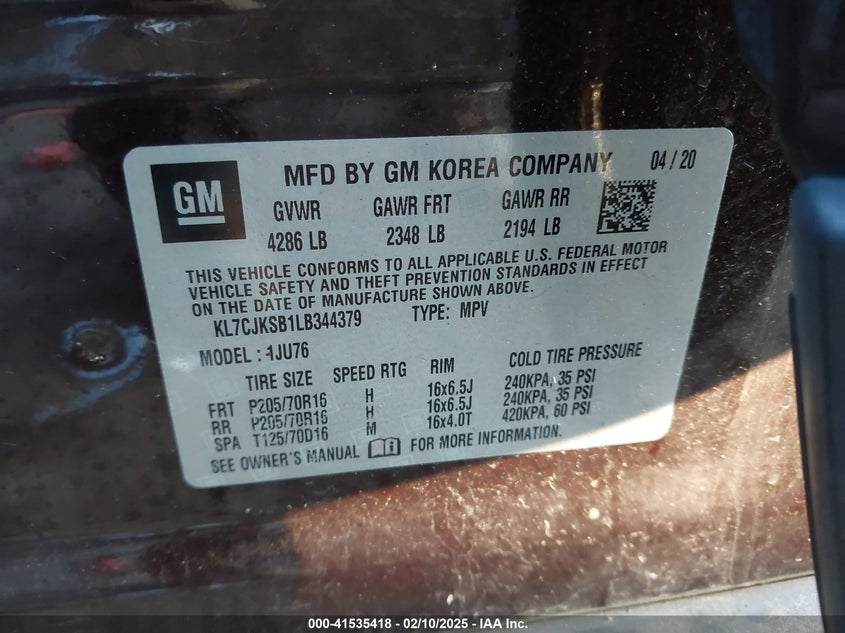 GM
MFD BY GM KOREA COMPANY 04/20
GVWR GAWR FRT GAWR RR
4286 LB 2348 LB 2194 LB
THIS VEHICLE CONFORMS TO ALL APPLICABLE U.S. FEDERAL MOTOR
VEHICLE SAFETY AND THEFT PREVENTION STANDARDS IN EFFECT
ON THE DATE OF MANUFACTURE SHOWN ABOVE.
KL7CJKSB1LB344379 TYPE: MPV
MODEL: 1JU76
TIRE SIZE SPEED RTG RIM COLD TIRE PRESSURE
FRT P205/70R16 H 16x6.5J 240KPA, 35 PSI
RR P205/70R16 H 16x6.5J 240KPA, 35 PSI
SPA T125/70D16 M 16x4.0T 420KPA, 60 PSI
SEE OWNER'S MANUAL FOR MORE INFORMATION.
000-41535418 - 02/10/2025 - IAA Inc.